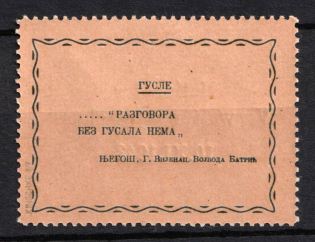 ГУСЛЕ
..... "РАЗГОВОРА
БЕЗ ГУСАЛА НЕМА„
ЊЕГОШ, Г. Вијенац, Војвода Батрић